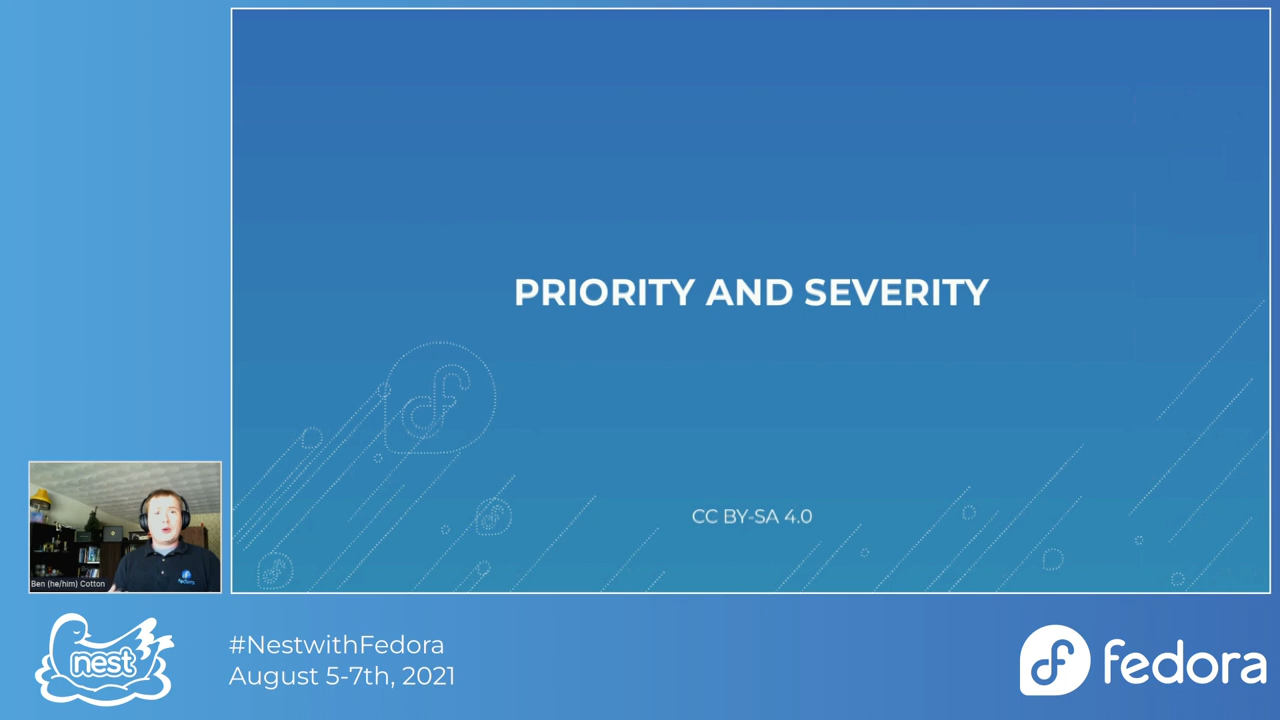 PRIORITY AND SEVERITY
CC BY-SA 4.0
Ben (he/him) Cotton
fedora
nest
#NestwithFedora
August 5-7th, 2021
fedora